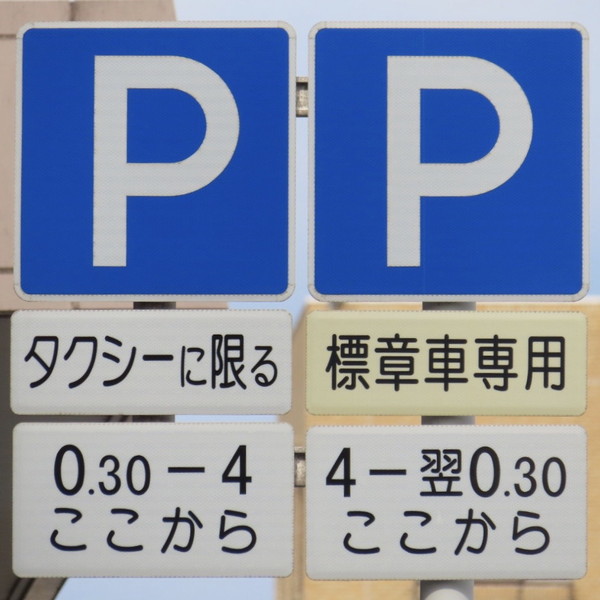 P
タクシーに限る
0.30－4
ここから
P
標章車専用
4－翌0.30
ここから